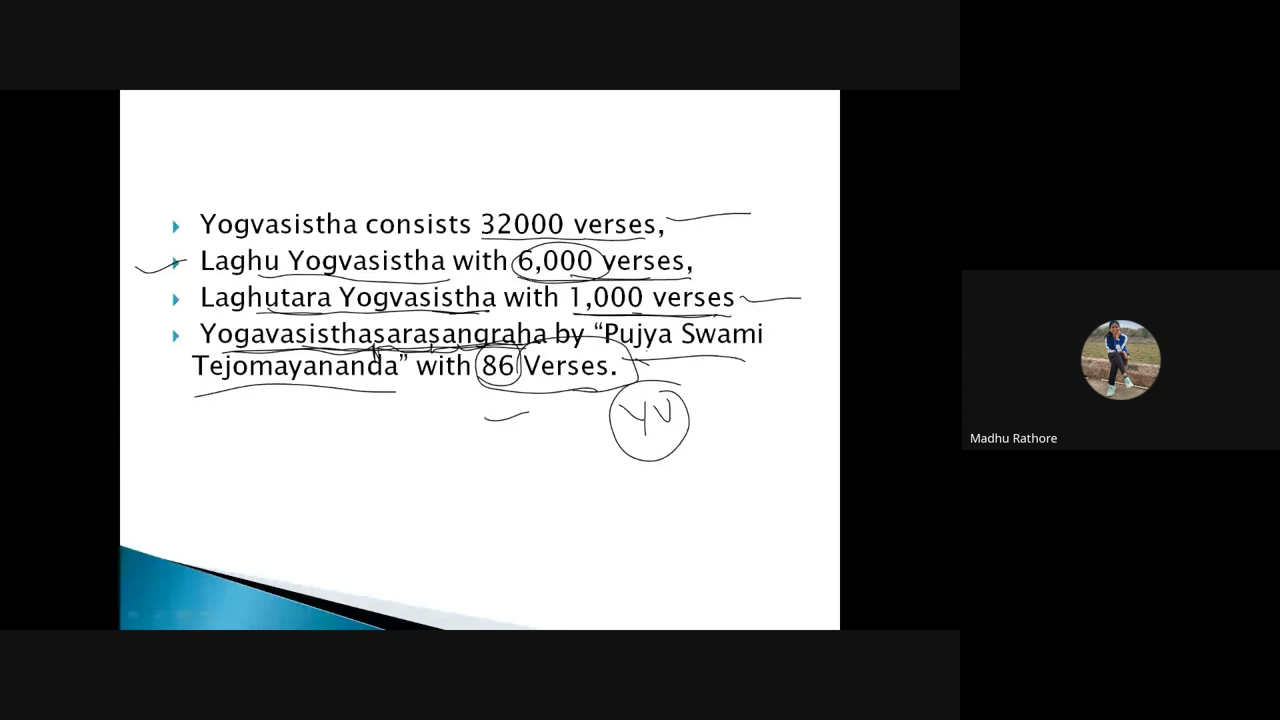 Yogvasistha consists 32000 verses,
Laghu Yogvasistha with 6,000 verses,
Laghutara Yogvasistha with 1,000 verses
Yogavasisthasarasangraha by “Pujya Swami
Tejomayananda” with 86 Verses.
YV
Madhu Rathore